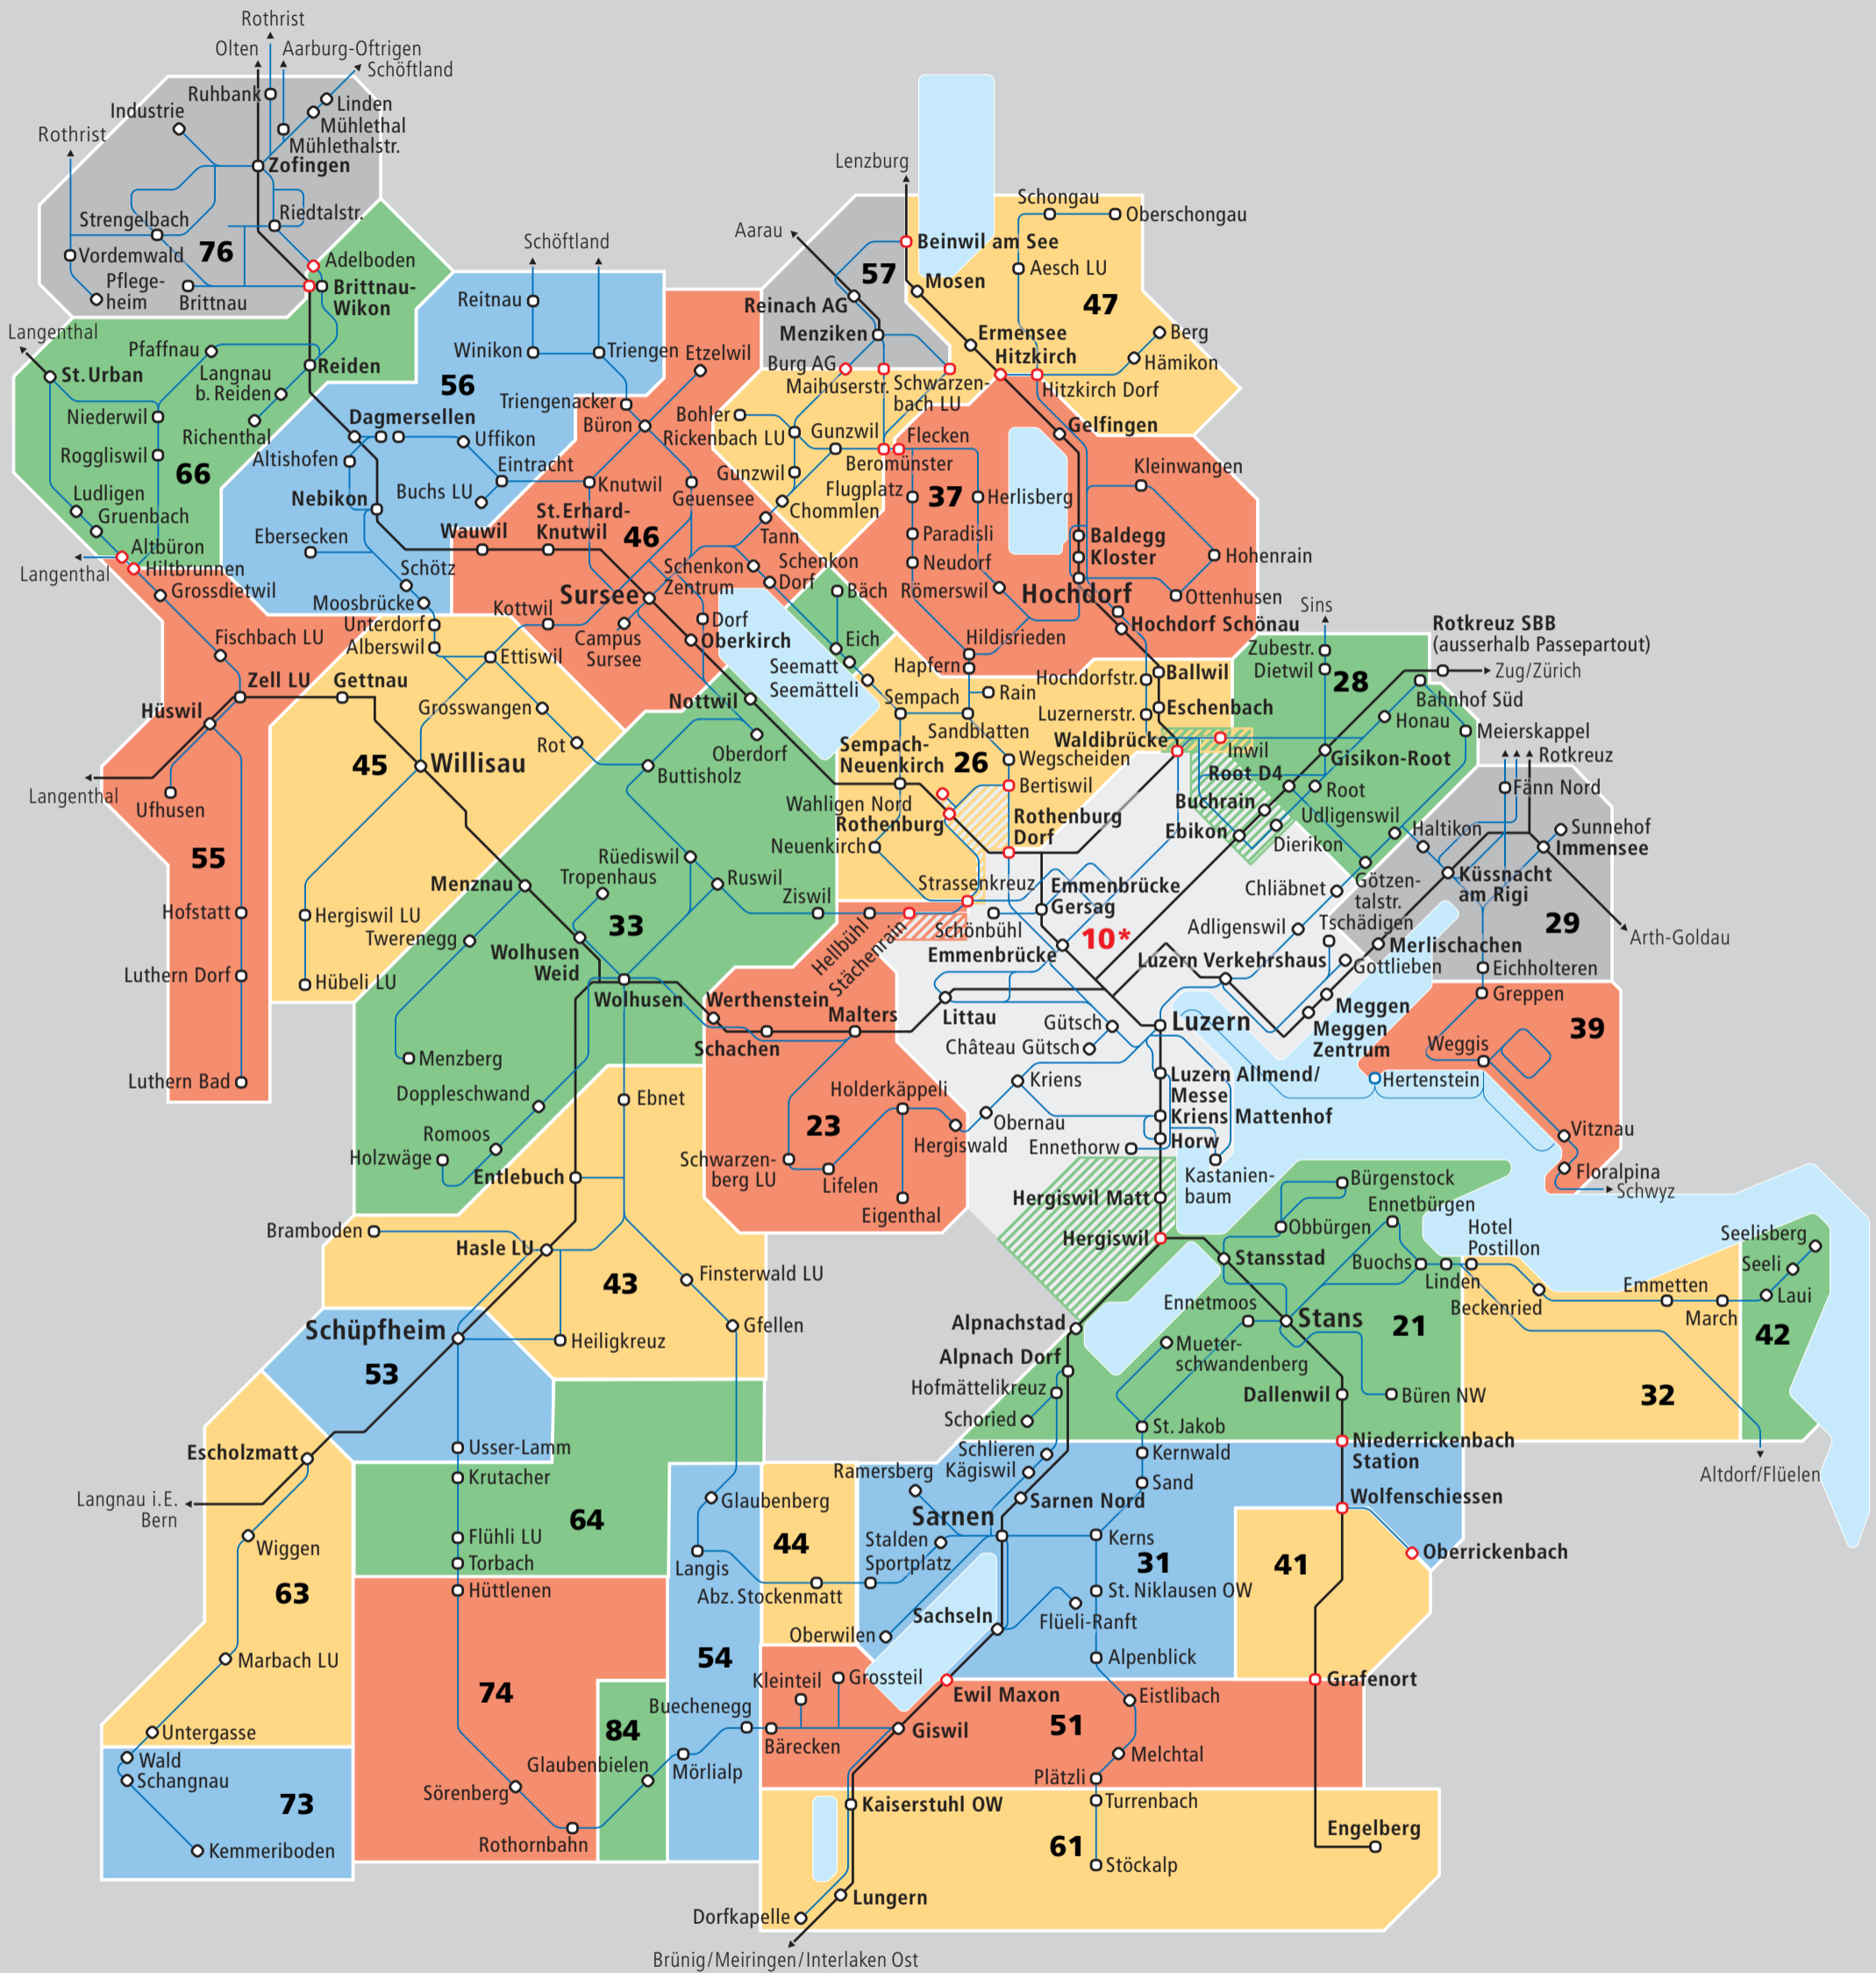 Rothrist
Olten
Aarburg-Oftrigen
Schöftland
Ruhbank
Linden
Industrie
Mühlethal
Mühlethalstr.
Rothrist
Zofingen
Strengelbach
Riedtalstr.
76
Vordemwald
Pflege-
heim
Brittnau
Adelboden
Brittnau-
Wikon
Schöftland
Reitnau
Winikon
Triengen
Etzelwil
Langenthal
Pfaffnau
St. Urban
Langnau
b. Reiden
Reiden
56
Niederwil
Richenthal
Roggliswil
66
Dagmersellen
Uffikon
Triengenacker
Büron
Altishofen
Eintracht
Buchs LU
Knutwil
Nebikon
Ludligen
Gruenbach
Ebersecken
Wauwil
St. Erhard-
Knutwil
46
Geuensee
Altbüron
Langenthal
Hiltbrunnen
Grossdietwil
Schötz
Moosbrücke
Unterdorf
Alberswil
Kottwil
Ettiswil
Fischbach LU
Sursee
Schenkon
Zentrum
Schenkon
Dorf
Tann
Campus
Sursee
Dorf
Oberkirch
Lenzburg
Aarau
Beinwil am See
57
Mosen
Reinach AG
Menziken
Burg AG
Maihuserstr.
Schwarzen-
bach LU
Schongau
Oberschongau
Aesch LU
47
Ermensee
Hitzkirch
Berg
Hämikon
Hitzkirch Dorf
Gelfingen
Bohler
Rickenbach LU
Gunzwil
Flecken
Beromünster
Gunzwil
Chommlen
Flugplatz
37
Herlisberg
Paradisli
Neudorf
Römerswil
Kleinwangen
Baldegg
Kloster
Hohenrain
Hochdorf
Ottenhusen
Hochdorf Schönau
Hildisrieden
Bäch
Eich
Seematt
Seemätteli
Hapfern
Rain
Sempach
Sandblatten
Hochdorfstr.
Ballwil
Luzernerstr.
Eschenbach
Waldibrücke
Inwil
Sins
Zubestr.
Dietwil
28
Rotkreuz SBB
(ausserhalb Passepartout)
Zug/Zürich
Bahnhof Süd
Honau
Meierskappel
Rotkreuz
Gisikon-Root
Root D4
Root
Buchrain
Udligenswil
Ebikon
Dierikon
Fänn Nord
Haltikon
Sunnehof
Immensee
Küssnacht
am Rigi
29
Arth-Goldau
Götzen-
talstr.
Chliäbnet
Tschädigen
Adligenswil
Merlischachen
Gottlieben
Eichholteren
Greppen
Zell LU
Gettnau
Hüswil
Langenthal
Ufhusen
55
Hofstatt
Luthern Dorf
Luthern Bad
45
Willisau
Grosswangen
Rot
Hergiswil LU
Hübeli LU
Nottwil
Oberdorf
Buttisholz
Sempach-
Neuenkirch
26
Wegscheiden
Bertiswil
Wahligen Nord
Rothenburg
Rothenburg
Dorf
Neuenkirch
Strassenkreuz
Rüediswil
Tropenhaus
Ruswil
Ziswil
Menznau
Twerenegg
33
Wolhusen
Weid
Wolhusen
Hellbühl
Stächenrain
Schönbühl
Emmenbrücke
Gersag
Emmenbrücke
10*
Luzern Verkehrshaus
Werthenstein
Schachen
Malters
Littau
Gütsch
Château Gütsch
Luzern
Meggen
Meggen
Zentrum
39
Weggis
Hertenstein
Vitznau
Floralpina
Schwyz
Menzberg
Doppleschwand
Romoos
Holzwäge
Ebnet
Entlebuch
Holderkäppeli
23
Schwarzen-
berg LU
Lifelen
Hergiswald
Eigenthal
Kriens
Obernau
Luzern Allmend/
Messe
Kriens Mattenhof
Horw
Ennethorw
Kastanien-
baum
Hergiswil Matt
Hergiswil
Bramboden
Hasle LU
43
Finsterwald LU
Gfellen
Heiligkreuz
Schüpfheim
53
Bürgenstock
Ennetbürgen
Obbürgen
Hotel
Postillon
Stansstad
Buochs
Linden
Beckenried
Emmetten
March
Seelisberg
Seeli
Laui
42
32
Altdorf/Flüelen
Ennetmoos
Stans
21
Mueter-
schwandenberg
Alpnachstad
Alpnach Dorf
Hofmättelikreuz
Schoried
Dallenwil
Büren NW
St. Jakob
Niederrickenbach
Station
Schlieren
Kägiswil
Kernwald
Ramersberg
Sand
Sarnen Nord
Wolfenschiessen
Sarnen
Kerns
Stalden
Sportplatz
31
41
Oberrickenbach
St. Niklausen OW
Sachseln
Flüeli-Ranft
Oberwilen
Alpenblick
Escholzmatt
Langnau i.E.
Bern
Usser-Lamm
Krutacher
64
Flühli LU
Torbach
Hüttlenen
Wiggen
63
Marbach LU
Untergasse
Wald
Schangnau
73
Kemmeriboden
Glaubenberg
Langis
44
Abz. Stockenmatt
54
74
84
Buechenegg
Glaubenbielen
Mörlialp
Sörenberg
Rothornbahn
Kleinteil
Grossteil
Bärecken
Giswil
Ewil Maxon
51
Eistlibach
Melchtal
Plätzli
Turrenbach
Grafenort
Kaiserstuhl OW
61
Stöckalp
Engelberg
Lungern
Dorfkapelle
Brünig/Meiringen/Interlaken Ost